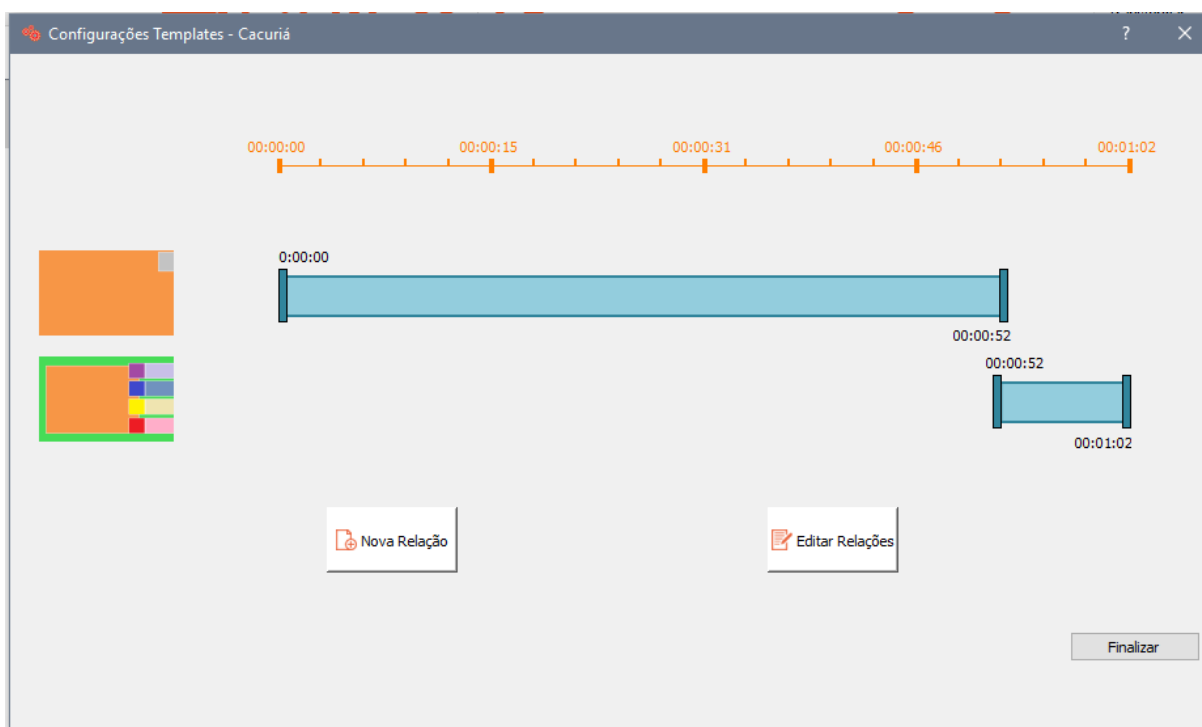 Configurações Templates - Cacuriá
?
00:00:00 00:00:15 00:00:31 00:00:46 00:01:02
0:00:00
00:00:52
00:00:52
00:01:02
Nova Relação
Editar Relações
Finalizar